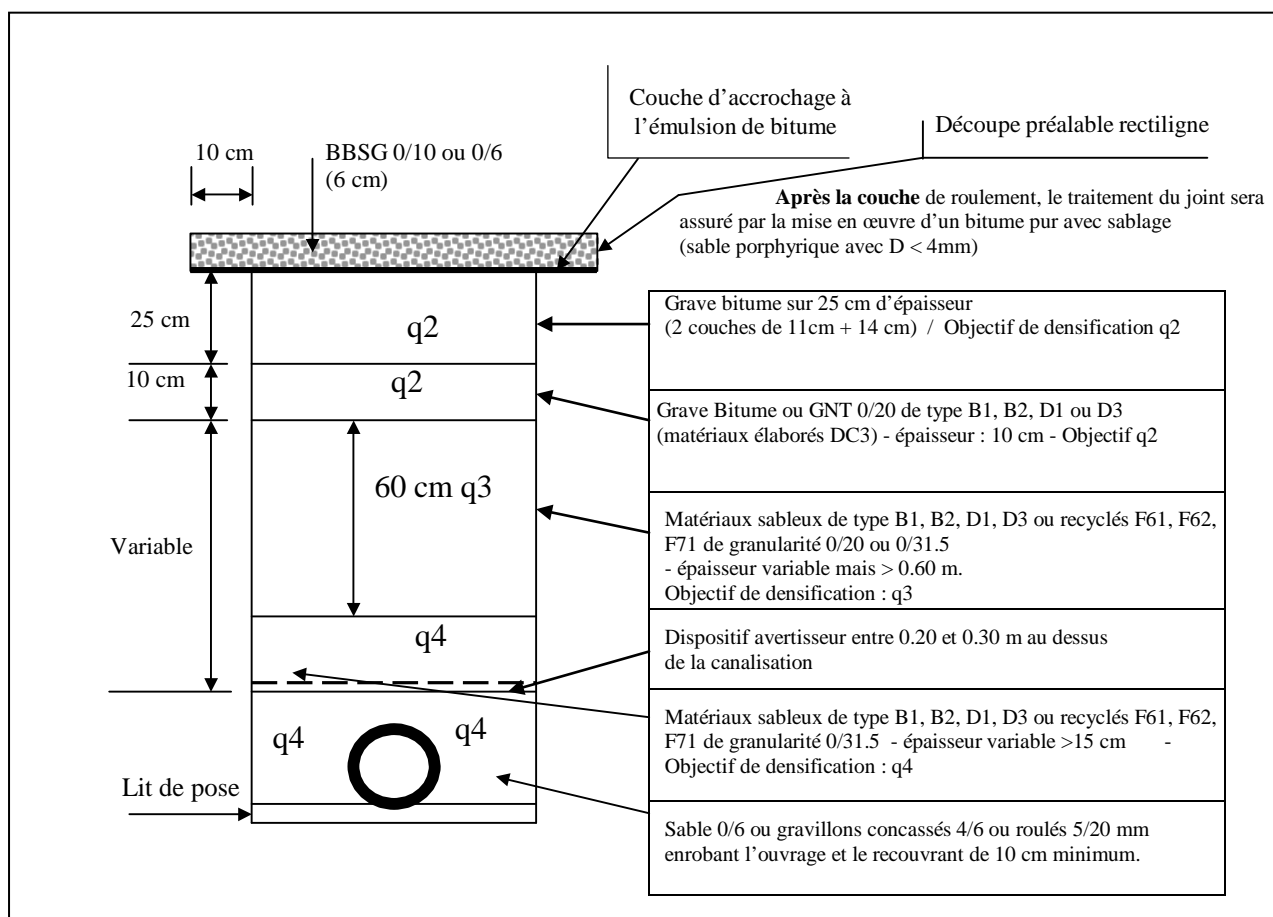 Couche d’accrochage à
l’émulsion de bitume
Découpe préalable rectiligne
10 cm
BBSG 0/10 ou 0/6
(6 cm)
Après la couche de roulement, le traitement du joint sera
assuré par la mise en œuvre d’un bitume pur avec sablage
(sable porphyrique avec D < 4mm)
25 cm
q2
Grave bitume sur 25 cm d’épaisseur
(2 couches de 11cm + 14 cm) / Objectif de densification q2
10 cm
q2
Grave Bitume ou GNT 0/20 de type B1, B2, D1 ou D3
(matériaux élaborés DC3) - épaisseur : 10 cm - Objectif q2
60 cm q3
Variable
Matériaux sableux de type B1, B2, D1, D3 ou recyclés F61, F62,
F71 de granularité 0/20 ou 0/31.5
- épaisseur variable mais > 0.60 m.
Objectif de densification : q3
q4
Dispositif avertisseur entre 0.20 et 0.30 m au dessus
de la canalisation
q4
q4
Matériaux sableux de type B1, B2, D1, D3 ou recyclés F61, F62,
F71 de granularité 0/31.5 - épaisseur variable >15 cm -
Objectif de densification : q4
Lit de pose
Sable 0/6 ou gravillons concassés 4/6 ou roulés 5/20 mm
enrobant l’ouvrage et le recouvrant de 10 cm minimum.